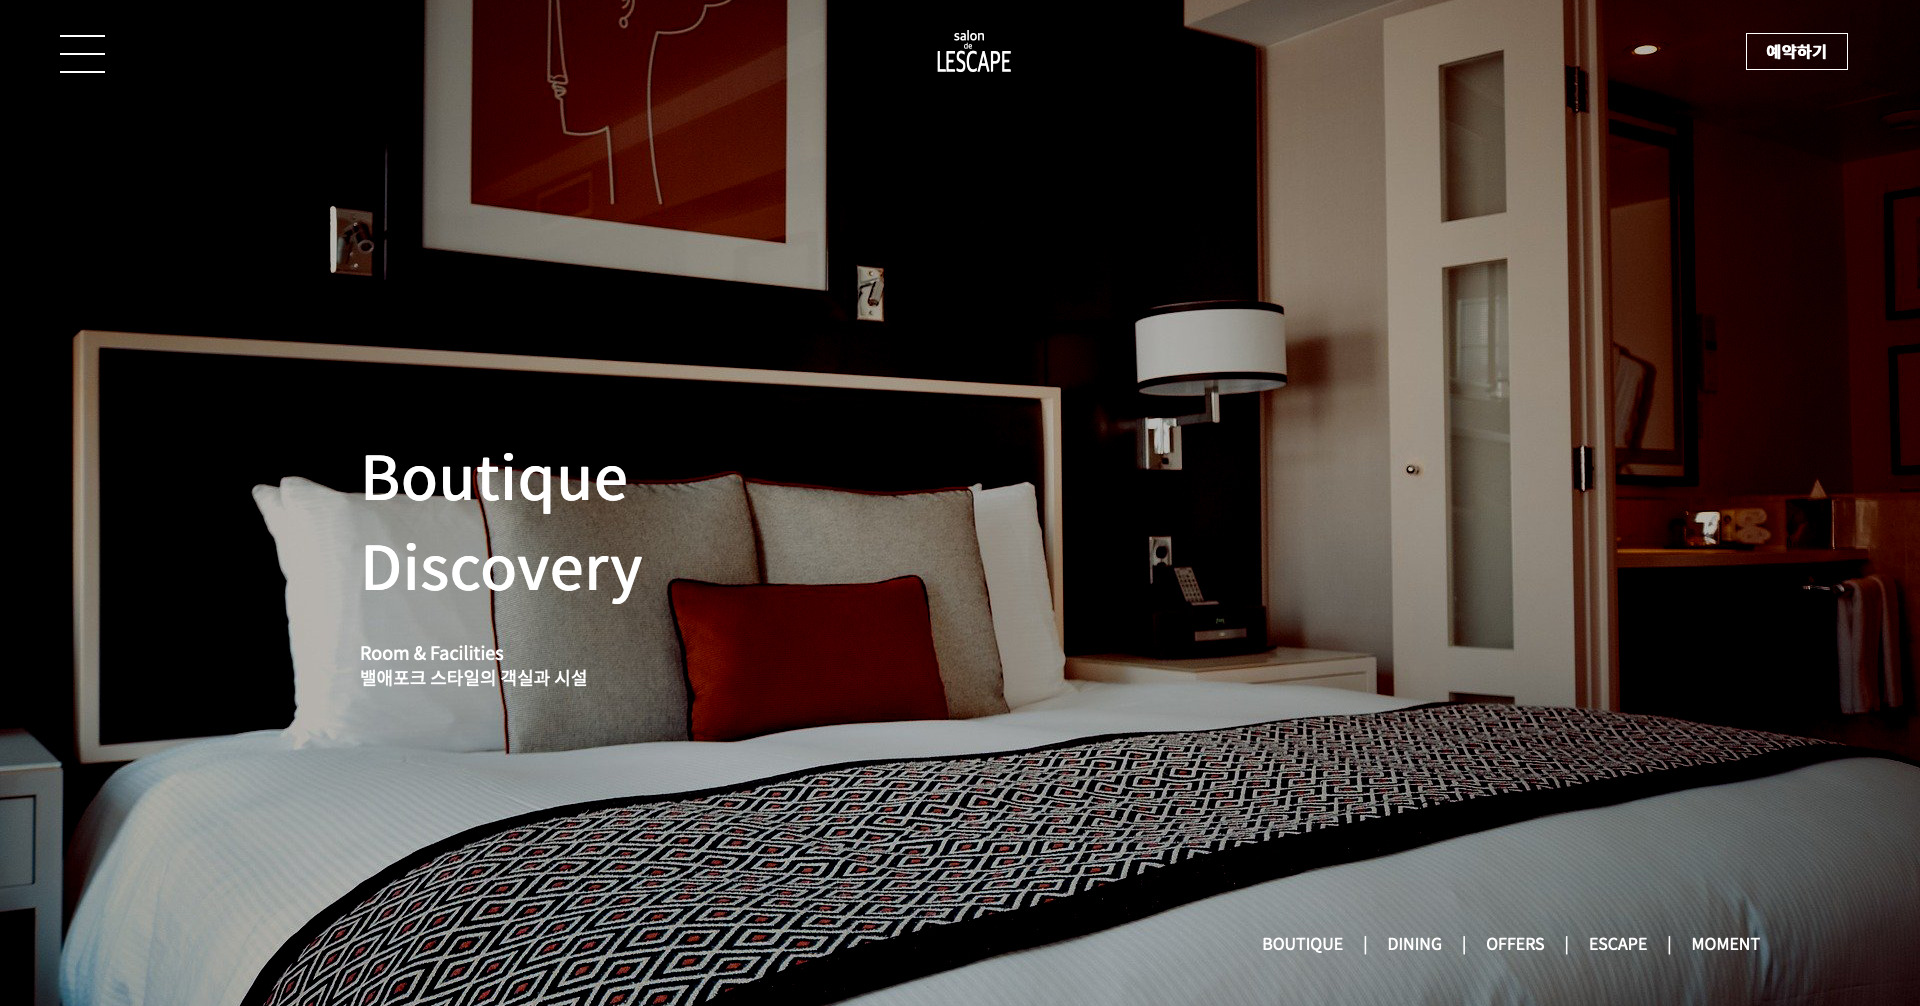 salon
de
LESCAPE
예약하기
Boutique
Discovery
Room & Facilities
밸애포크 스타일의 객실과 시설
BOUTIQUE | DINING | OFFERS | ESCAPE | MOMENT